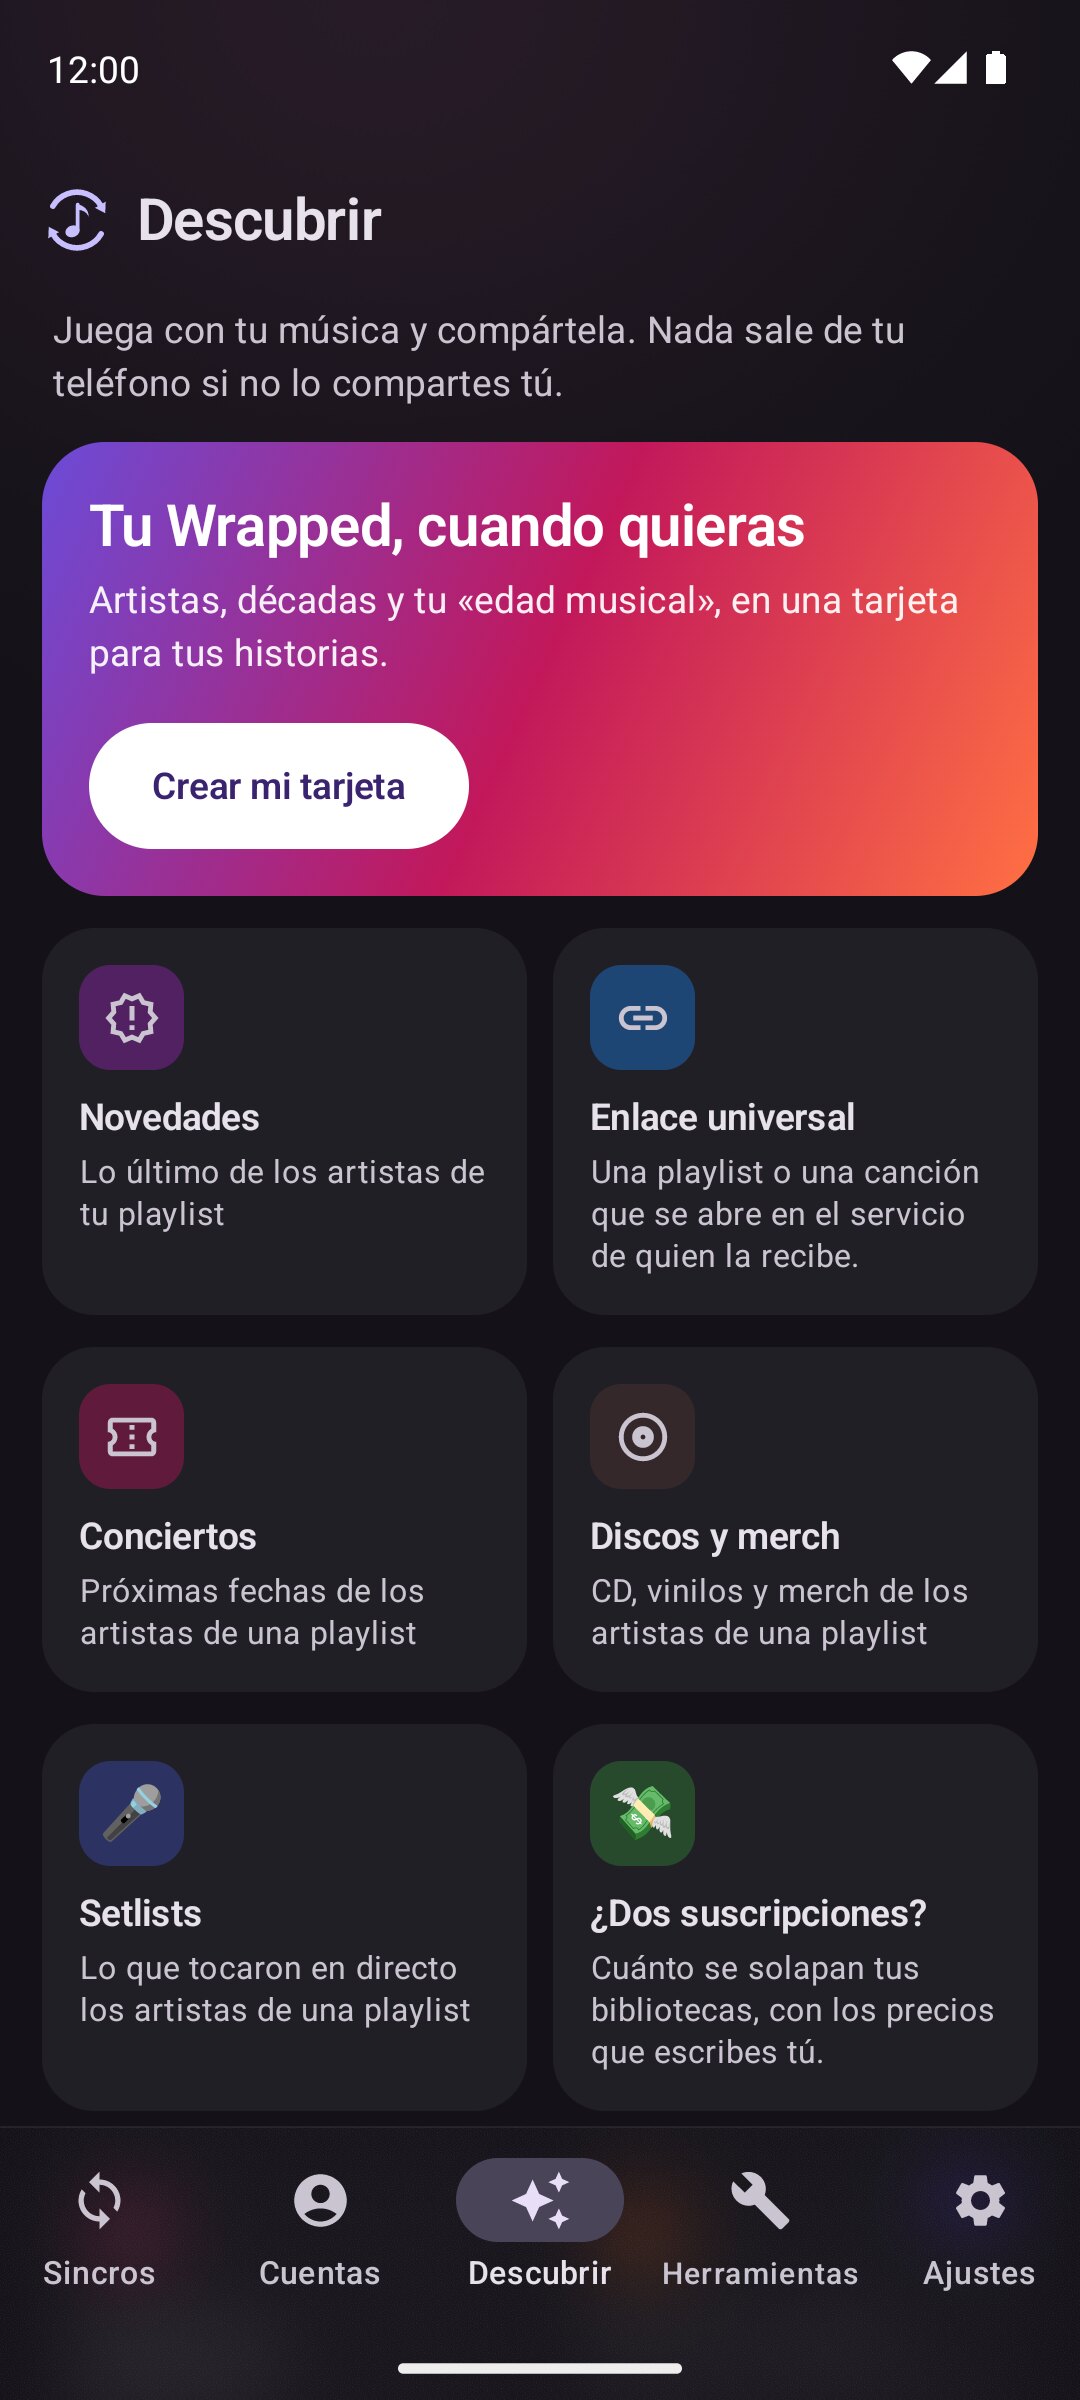 12:00
Descubrir
Juega con tu música y compártela. Nada sale de tu
teléfono si no lo compartes tú.
Tu Wrapped, cuando quieras
Artistas, décadas y tu «edad musical», en una tarjeta
para tus historias.
Crear mi tarjeta
Novedades
Lo último de los artistas de
tu playlist
Enlace universal
Una playlist o una canción
que se abre en el servicio
de quien la recibe.
Conciertos
Próximas fechas de los
artistas de una playlist
Discos y merch
CD, vinilos y merch de los
artistas de una playlist
Setlists
Lo que tocaron en directo
los artistas de una playlist
¿Dos suscripciones?
Cuánto se solapan tus
bibliotecas, con los precios
que escribes tú.
Sincros
Cuentas
Descubrir
Herramientas
Ajustes